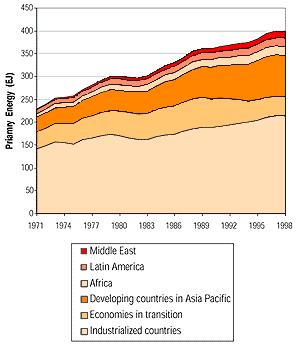 450
400
350
300
250
200
150
100
50
0
Priamry Energy (EJ)
1971 1974 1977 1980 1983 1986 1989 1992 1995 1998
Middle East
Latin America
Africa
Developing countries in Asia Pacific
Economies in transition
Industrialized countries